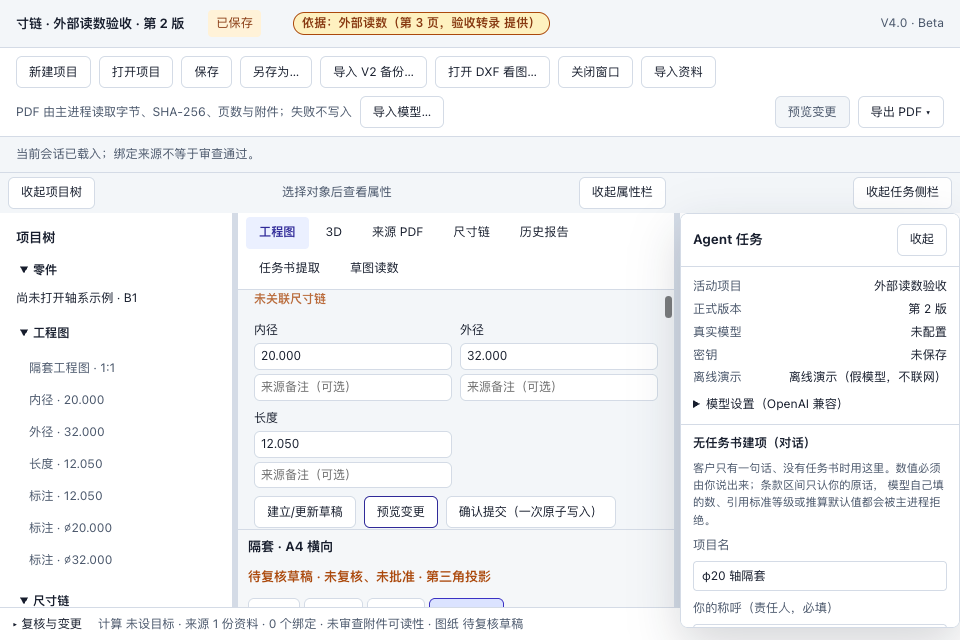 寸链 · 外部读数验收 · 第 2 版
已保存
依据：外部读数（第 3 页，验收转录 提供）
V4.0 · Beta
新建项目
打开项目
保存
另存为…
导入 V2 备份…
打开 DXF 看图…
关闭窗口
导入资料
PDF 由主进程读取字节、SHA-256、页数与附件；失败不写入
导入模型…
预览变更
导出 PDF ▾
当前会话已载入；绑定来源不等于审查通过。
收起项目树
选择对象后查看属性
收起属性栏
收起任务侧栏
项目树
▼ 零件
尚未打开轴系示例 · B1
▼ 工程图
隔套工程图 · 1:1
内径 · 20.000
外径 · 32.000
长度 · 12.050
标注 · 12.050
标注 · ⌀20.000
标注 · ⌀32.000
▼ 尺寸链
工程图
3D
来源 PDF
尺寸链
历史报告
任务书提取
草图读数
未关联尺寸链
内径
外径
20.000
32.000
来源备注（可选）
来源备注（可选）
长度
12.050
来源备注（可选）
建立/更新草稿
预览变更
确认提交（一次原子写入）
隔套 · A4 横向
待复核草稿 · 未复核、未批准 · 第三角投影
Agent 任务
收起
活动项目
外部读数验收
正式版本
第 2 版
真实模型
未配置
密钥
未保存
离线演示
离线演示（假模型，不联网）
▶ 模型设置（OpenAI 兼容）
无任务书建项（对话）
客户只有一句话、没有任务书时用这里。数值必须
由你说出来；条款区间只认你的原话， 模型自己填
的数、引用标准等级或推算默认值都会被主进程拒
绝。
项目名
φ20 轴隔套
你的称呼（责任人，必填）
▸ 复核与变更
计算 未设目标 · 来源 1 份资料 · 0 个绑定 · 未审查附件可读性 · 图纸 待复核草稿